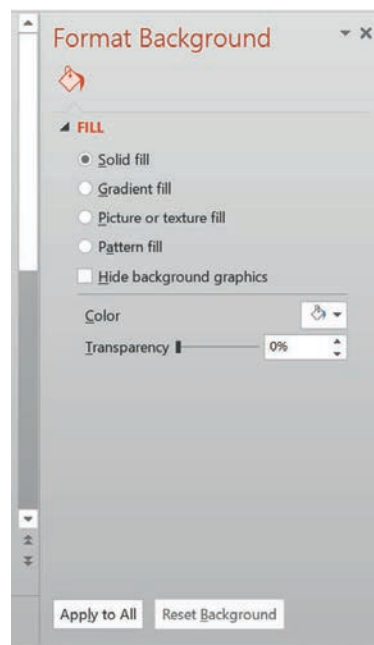 Format Background
FILL
Solid fill
Gradient fill
Picture or texture fill
Pattern fill
Hide background graphics
Color
Transparency 0%
Apply to All Reset Background